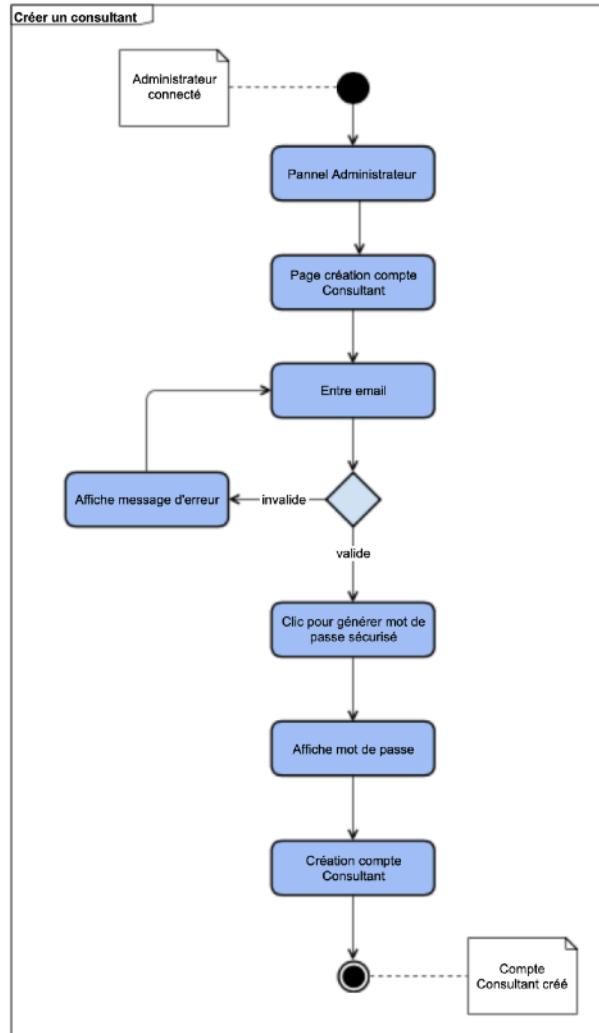 Créer un consultant
Administrateur
connecté
Pannel Administrateur
Page création compte
Consultant
Entre email
Affiche message d'erreur
invalide
valide
Clic pour générer mot de
passe sécurisé
Affiche mot de passe
Création compte
Consultant
Compte
Consultant créé